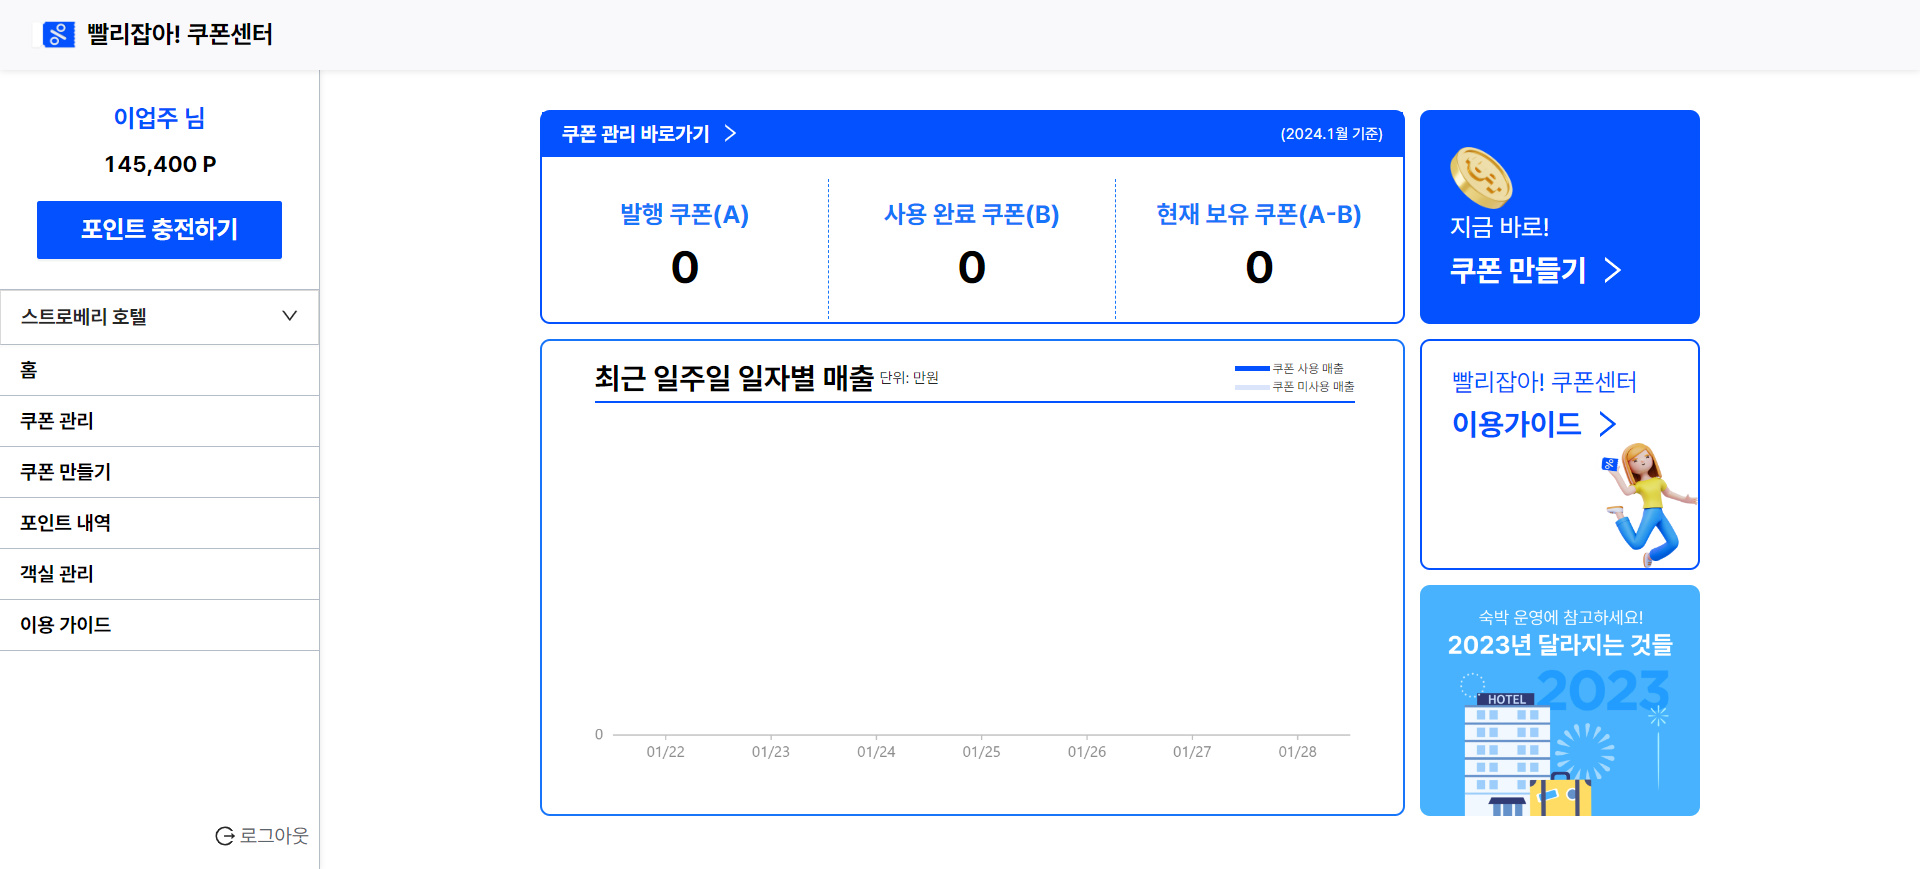 빨리잡아! 쿠폰센터
이업주 님
145,400 P
포인트 충전하기
스트로베리 호텔
홈
쿠폰 관리
쿠폰 만들기
포인트 내역
객실 관리
이용 가이드
로그아웃
쿠폰 관리 바로가기
(2024.1월 기준)
발행 쿠폰(A)
0
사용 완료 쿠폰(B)
0
현재 보유 쿠폰(A-B)
0
최근 일주일 일자별 매출 단위: 만원
쿠폰 사용 매출
쿠폰 미사용 매출
0
01/22 01/23 01/24 01/25 01/26 01/27 01/28
지금 바로!
쿠폰 만들기
빨리잡아! 쿠폰센터
이용가이드
숙박 운영에 참고하세요!
2023년 달라지는 것들
2023
HOTEL